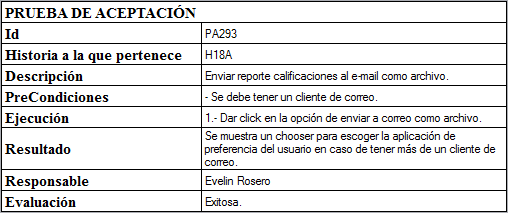 PRUEBA DE ACEPTACIÓN
Id PA293
Historia a la que pertenece H18A
Descripción Enviar reporte calificaciones al e-mail como archivo.
PreCondiciones - Se debe tener un cliente de correo.
Ejecución 1.- Dar click en la opción de enviar a correo como archivo.
Resultado Se muestra un chooser para escoger la aplicación de
preferencia del usuario en caso de tener más de un cliente de
correo.
Responsable Evelin Rosero
Evaluación Exitosa.